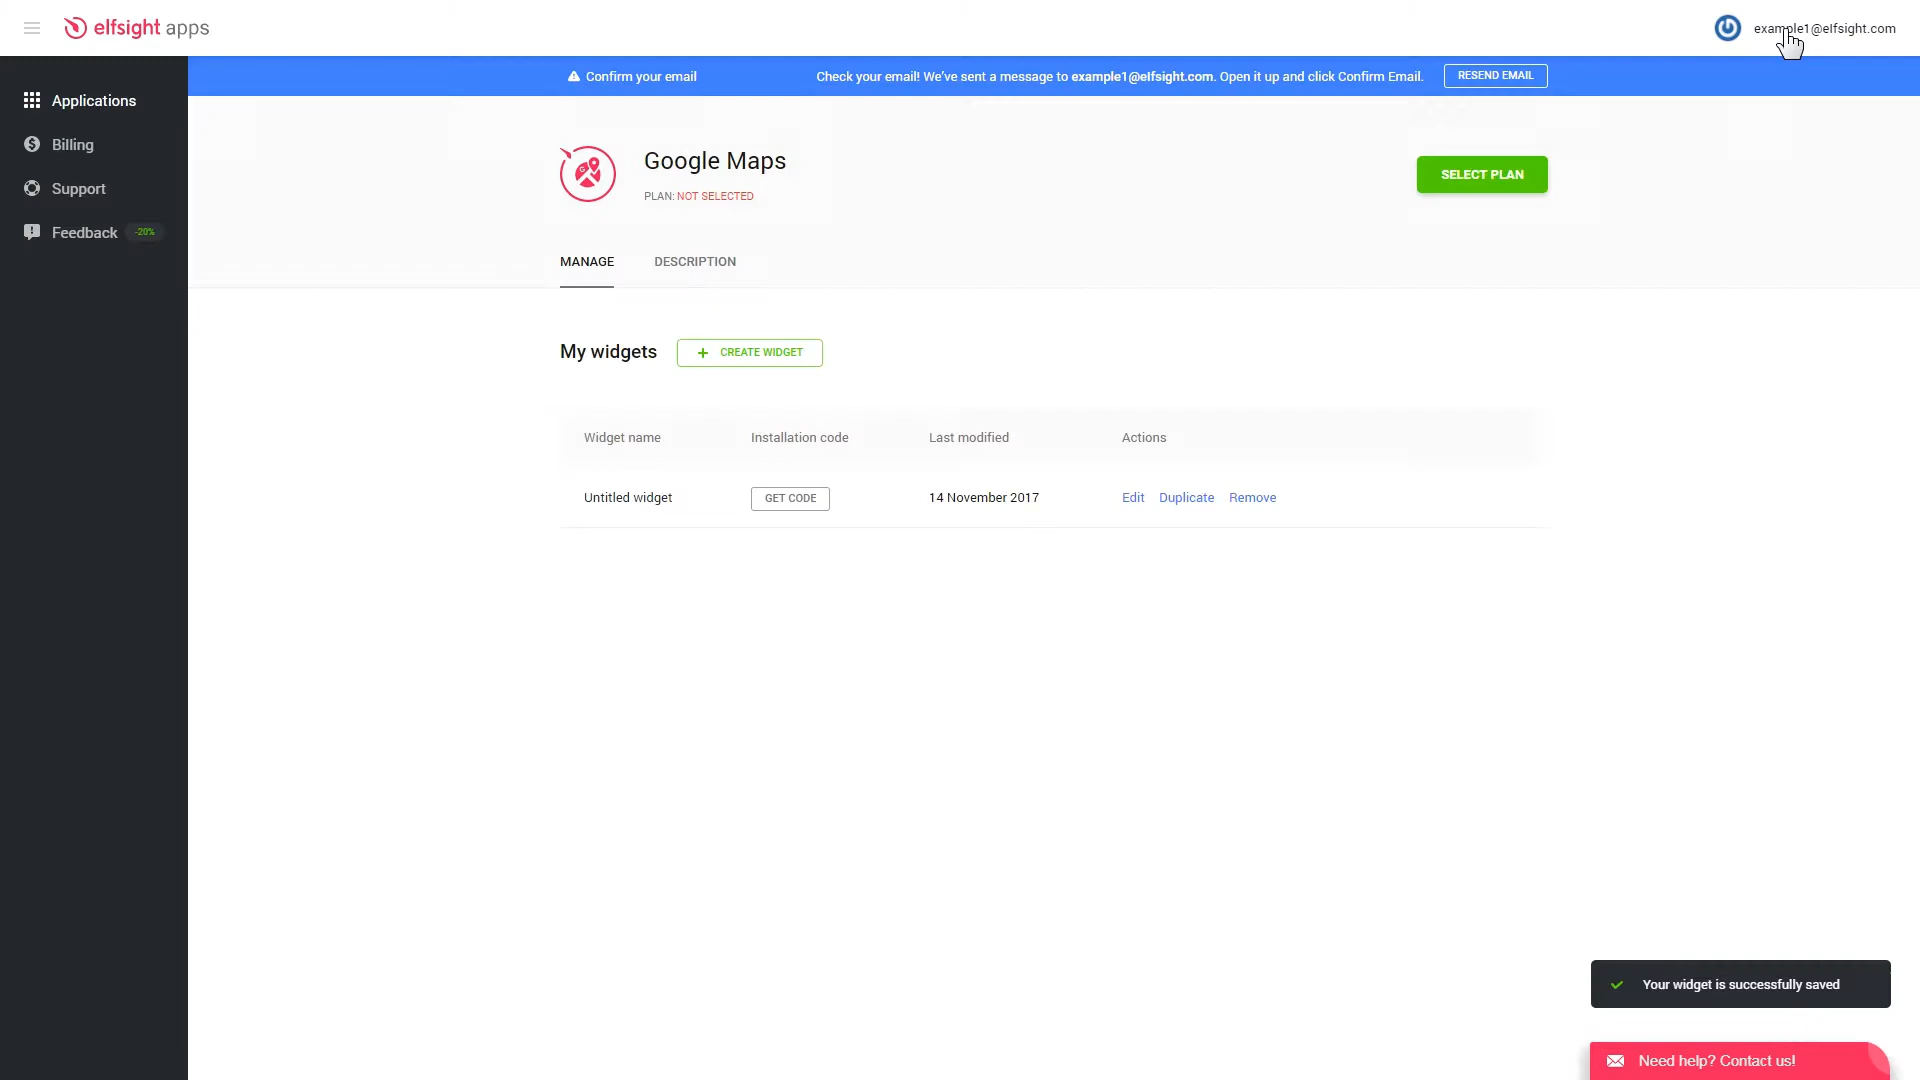 elfsight apps
example1@elfsight.com
Confirm your email
Check your email! We've sent a message to example1@elfsight.com. Open it up and click Confirm Email.
RESEND EMAIL
Applications
Billing
Support
Feedback -20%
Google Maps
PLAN: NOT SELECTED
SELECT PLAN
MANAGE
DESCRIPTION
My widgets
+ CREATE WIDGET
Widget name Installation code Last modified Actions
Untitled widget GET CODE 14 November 2017 Edit Duplicate Remove
Your widget is successfully saved
Need help? Contact us!